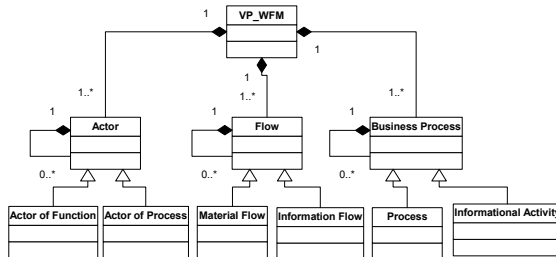 VP_WFM
1
1
1
1..*
1..*
1..*
1
Actor
0..*
1
Flow
0..*
1
Business Process
0..*
Actor of Function
Actor of Process
Material Flow
Information Flow
Process
Informational Activity